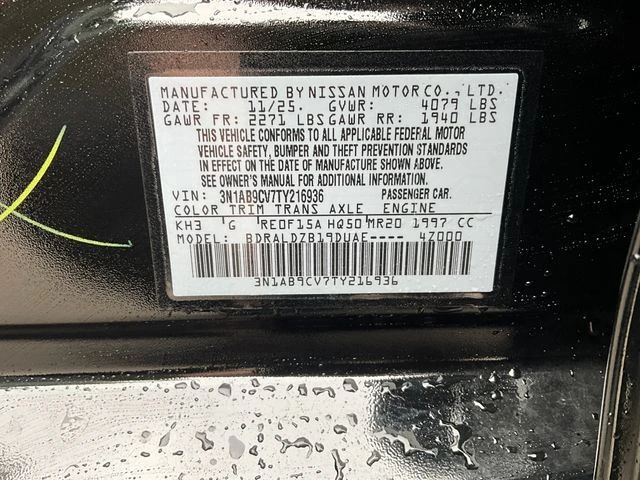 MANUFACTURED BY NISSAN MOTOR CO., LTD.
DATE: 11/25. GVWR: 4079 LBS
GAWR FR: 2271 LBS GAWR RR: 1940 LBS
THIS VEHICLE CONFORMS TO ALL APPLICABLE FEDERAL MOTOR
VEHICLE SAFETY, BUMPER AND THEFT PREVENTION STANDARDS
IN EFFECT ON THE DATE OF MANUFACTURE SHOWN ABOVE.
SEE OWNER'S MANUAL FOR ADDITIONAL INFORMATION.
VIN: 3N1AB9CV7TY216936 PASSENGER CAR.
COLOR TRIM TRANS AXLE ENGINE
KH3 G RE0F15A HQ50 MR20 1997 CC
MODEL: BDRALDZB19DUAE---- 4Z000
3N1AB9CV7TY216936